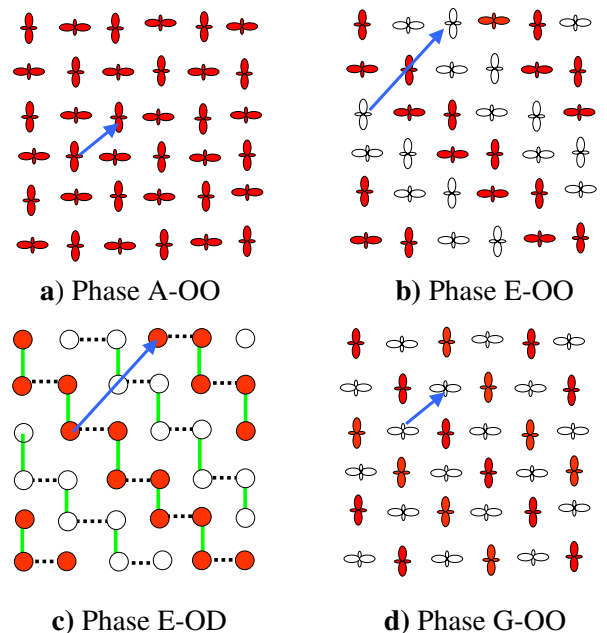 a) Phase A-OO
b) Phase E-OO
c) Phase E-OD
d) Phase G-OO